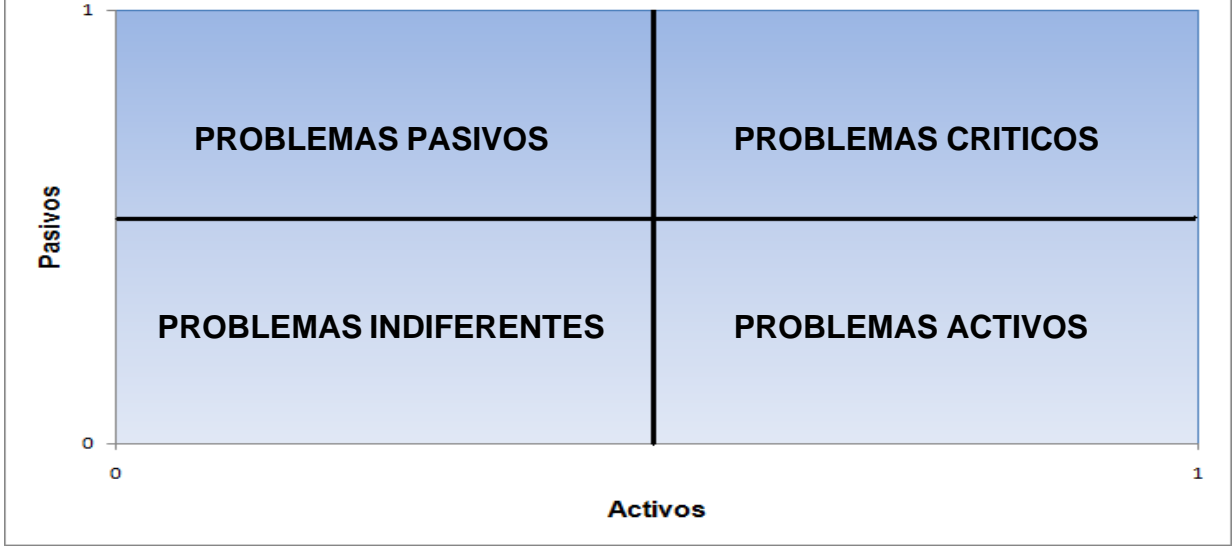 1
PROBLEMAS PASIVOS
PROBLEMAS CRITICOS
Pasivos
PROBLEMAS INDIFERENTES
PROBLEMAS ACTIVOS
0
0
1
Activos